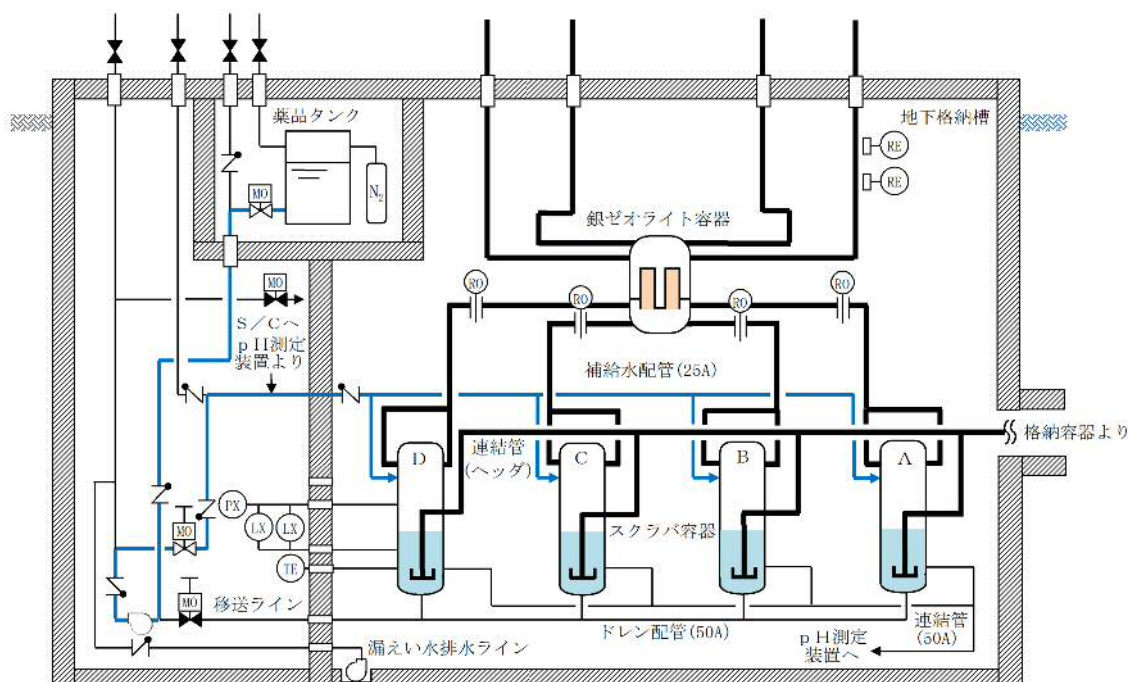 薬品タンク
地下格納槽
RE
MO
N₂
RE
銀ゼオライト容器
MO
RO
RO
RO
RO
S/Cへ
pH測定
装置より
補給水配管(25A)
連結管
(ヘッダ)
格納容器より
D
C
B
A
PX
LX
LX
スクラバ容器
MO
TE
MO
移送ライン
ドレン配管(50A)
連結管
(50A)
pH測定
装置へ
漏えい水排水ライン